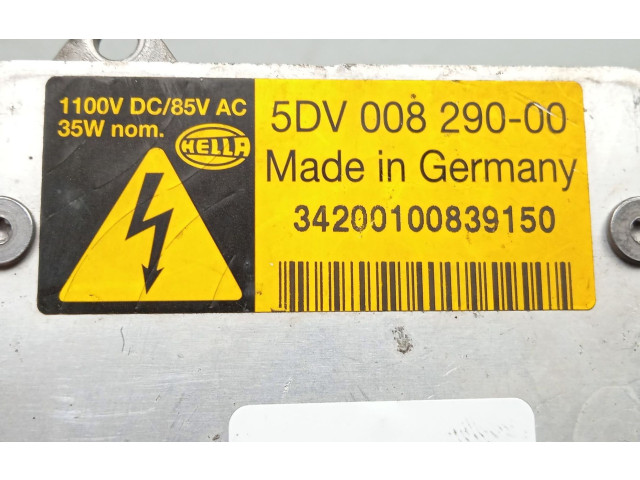 1100V DC/85V AC
35W nom.
HELLA
5DV 008 290-00
Made in Germany
34200100839150